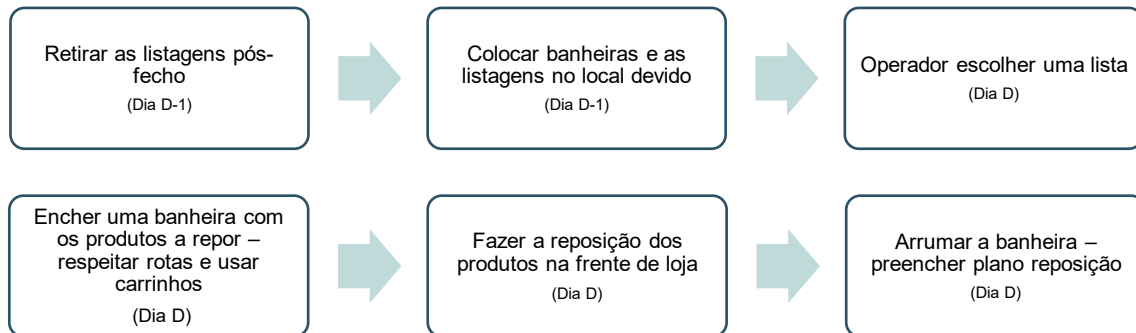 Retirar as listagens pós-
fecho
(Dia D-1)
Colocar banheiras e as
listagens no local devido
(Dia D-1)
Operador escolher uma lista
(Dia D)
Encher uma banheira com
os produtos a repor –
respeitar rotas e usar
carrinhos
(Dia D)
Fazer a reposição dos
produtos na frente de loja
(Dia D)
Arrumar a banheira –
preencher plano reposição
(Dia D)